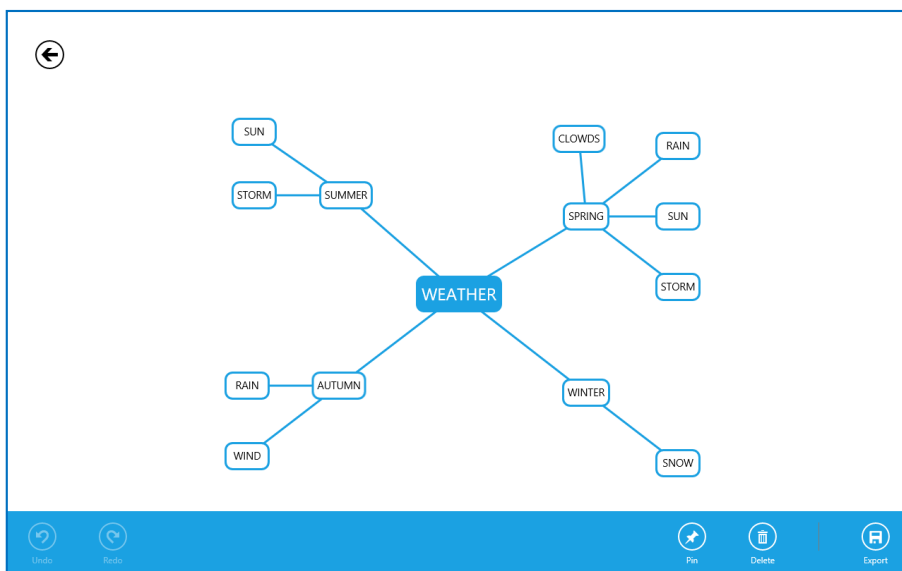 SUN
CLOWDS
RAIN
STORM
SUMMER
SPRING
SUN
WEATHER
STORM
RAIN
AUTUMN
WINTER
WIND
SNOW
Undo
Redo
Pin
Delete
Export